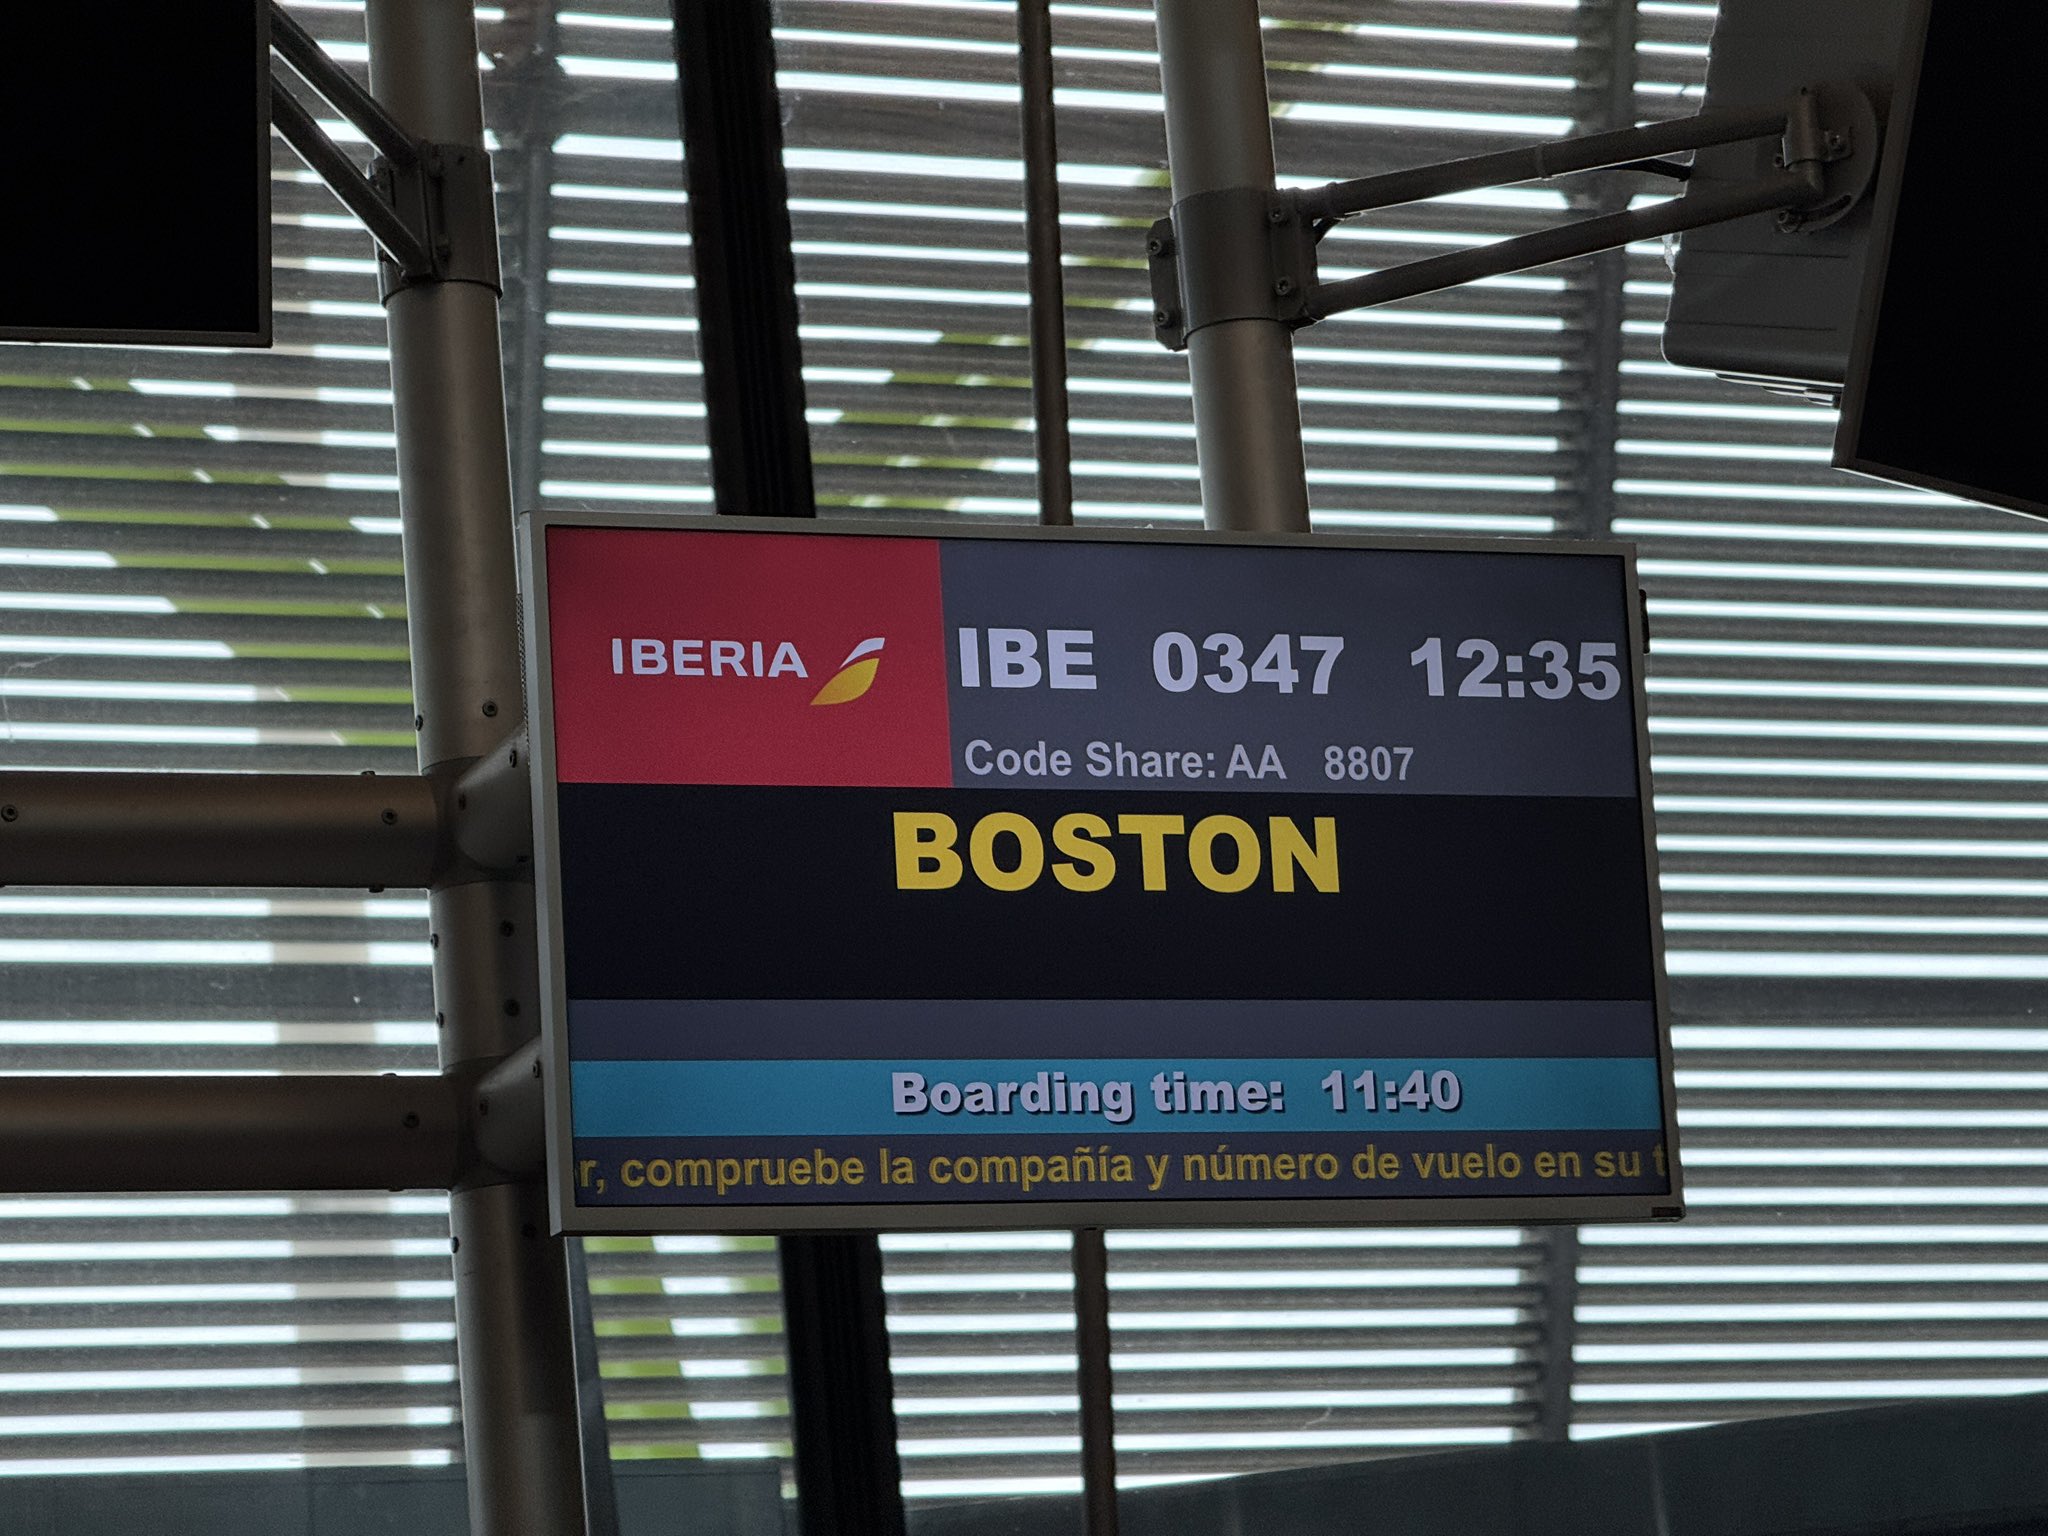 IBERIA
IBE 0347 12:35
Code Share: AA 8807
BOSTON
Boarding time: 11:40
r, compruebe la compañía y número de vuelo en su t